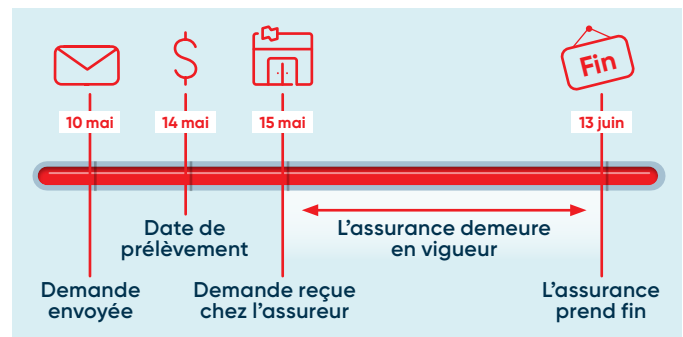 Fin
10 mai
14 mai
15 mai
13 juin
Date de
prélèvement
L'assurance demeure
en vigueur
Demande
envoyée
Demande reçue
chez l'assureur
L'assurance
prend fin